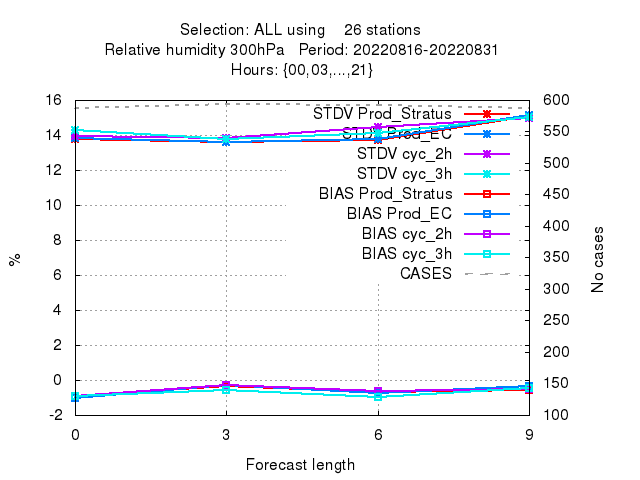 Selection: ALL using 26 stations
Relative humidity 300hPa Period: 20220816-20220831
Hours: {00,03,...,21}
16 600
STDV Prod_Stratus
14 550
STDV Prod_EC
STDV cyc_2h
12 500
STDV cyc_3h
10 450
BIAS Prod_Stratus
BIAS Prod_EC
8 400
BIAS cyc_2h
% No cases
6 350
BIAS cyc_3h
CASES
4 300
2 250
0 200
-2 150
100
0 3 6 9
Forecast length